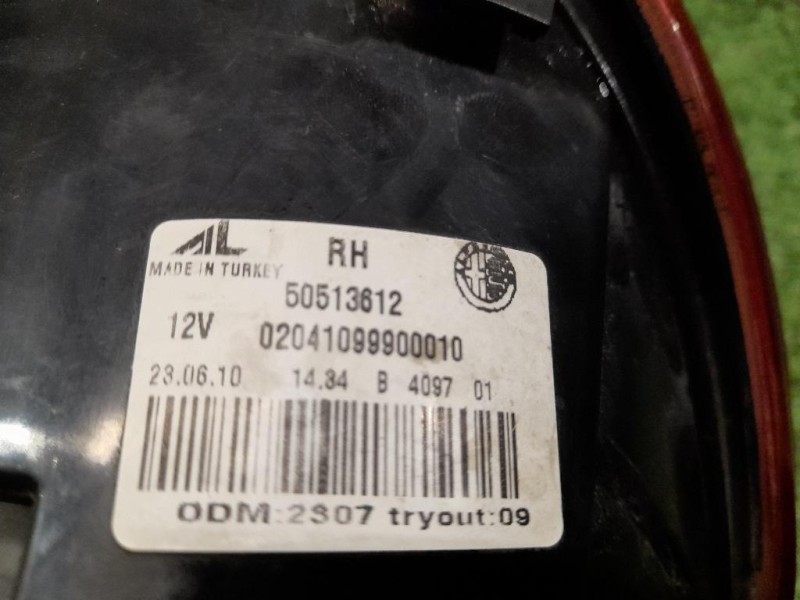 AL
RH
MADE IN TURKEY
50513612
12V 02041099900010
23.06.10 14.34 B 4097 01
ODM:2307 tryout:09